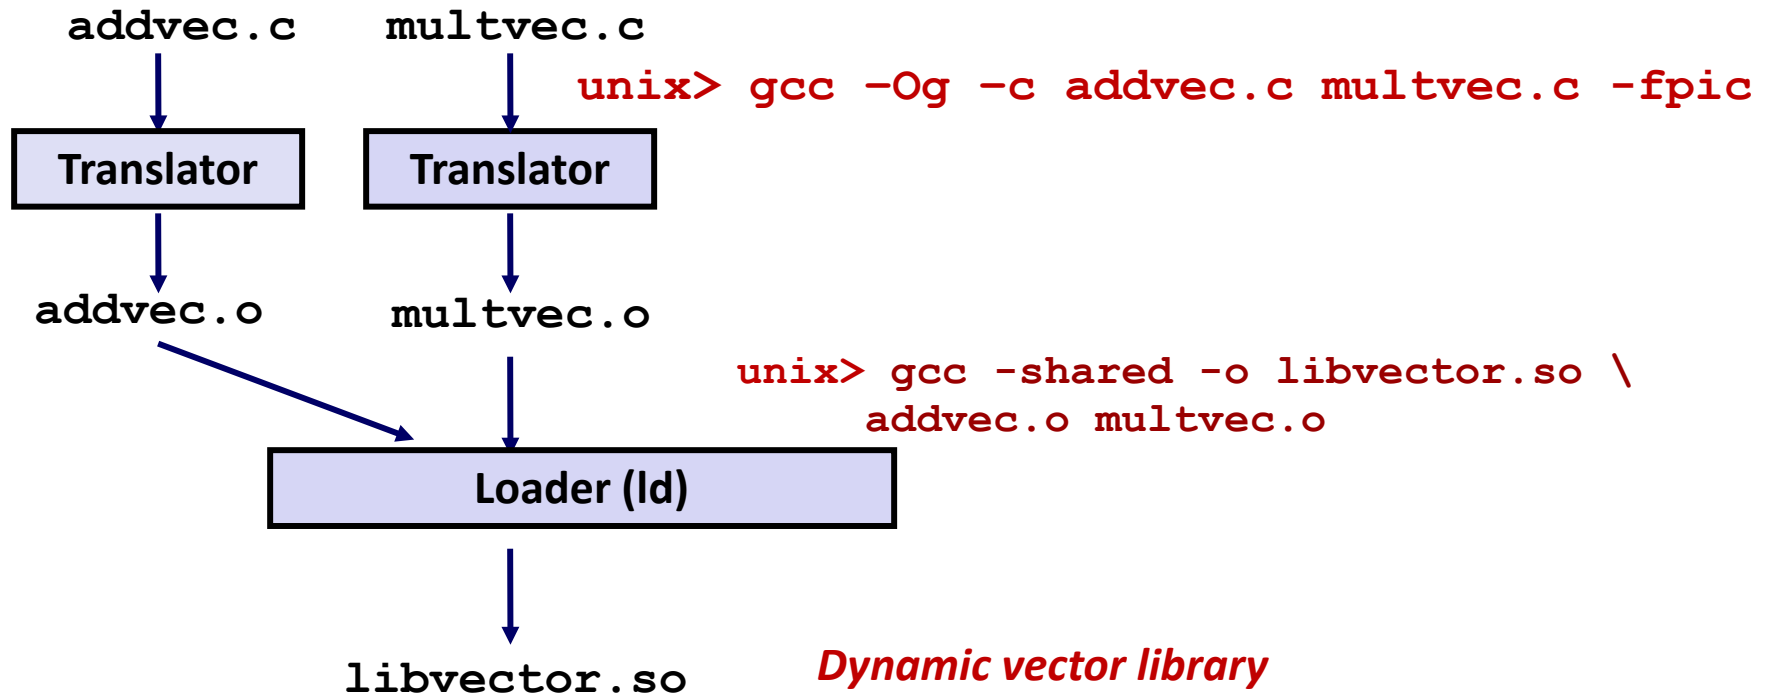 addvec.c multvec.c
unix> gcc –Og –c addvec.c multvec.c -fpic
Translator Translator
addvec.o multvec.o
unix> gcc -shared -o libvector.so \
addvec.o multvec.o
Loader (ld)
libvector.so
Dynamic vector library